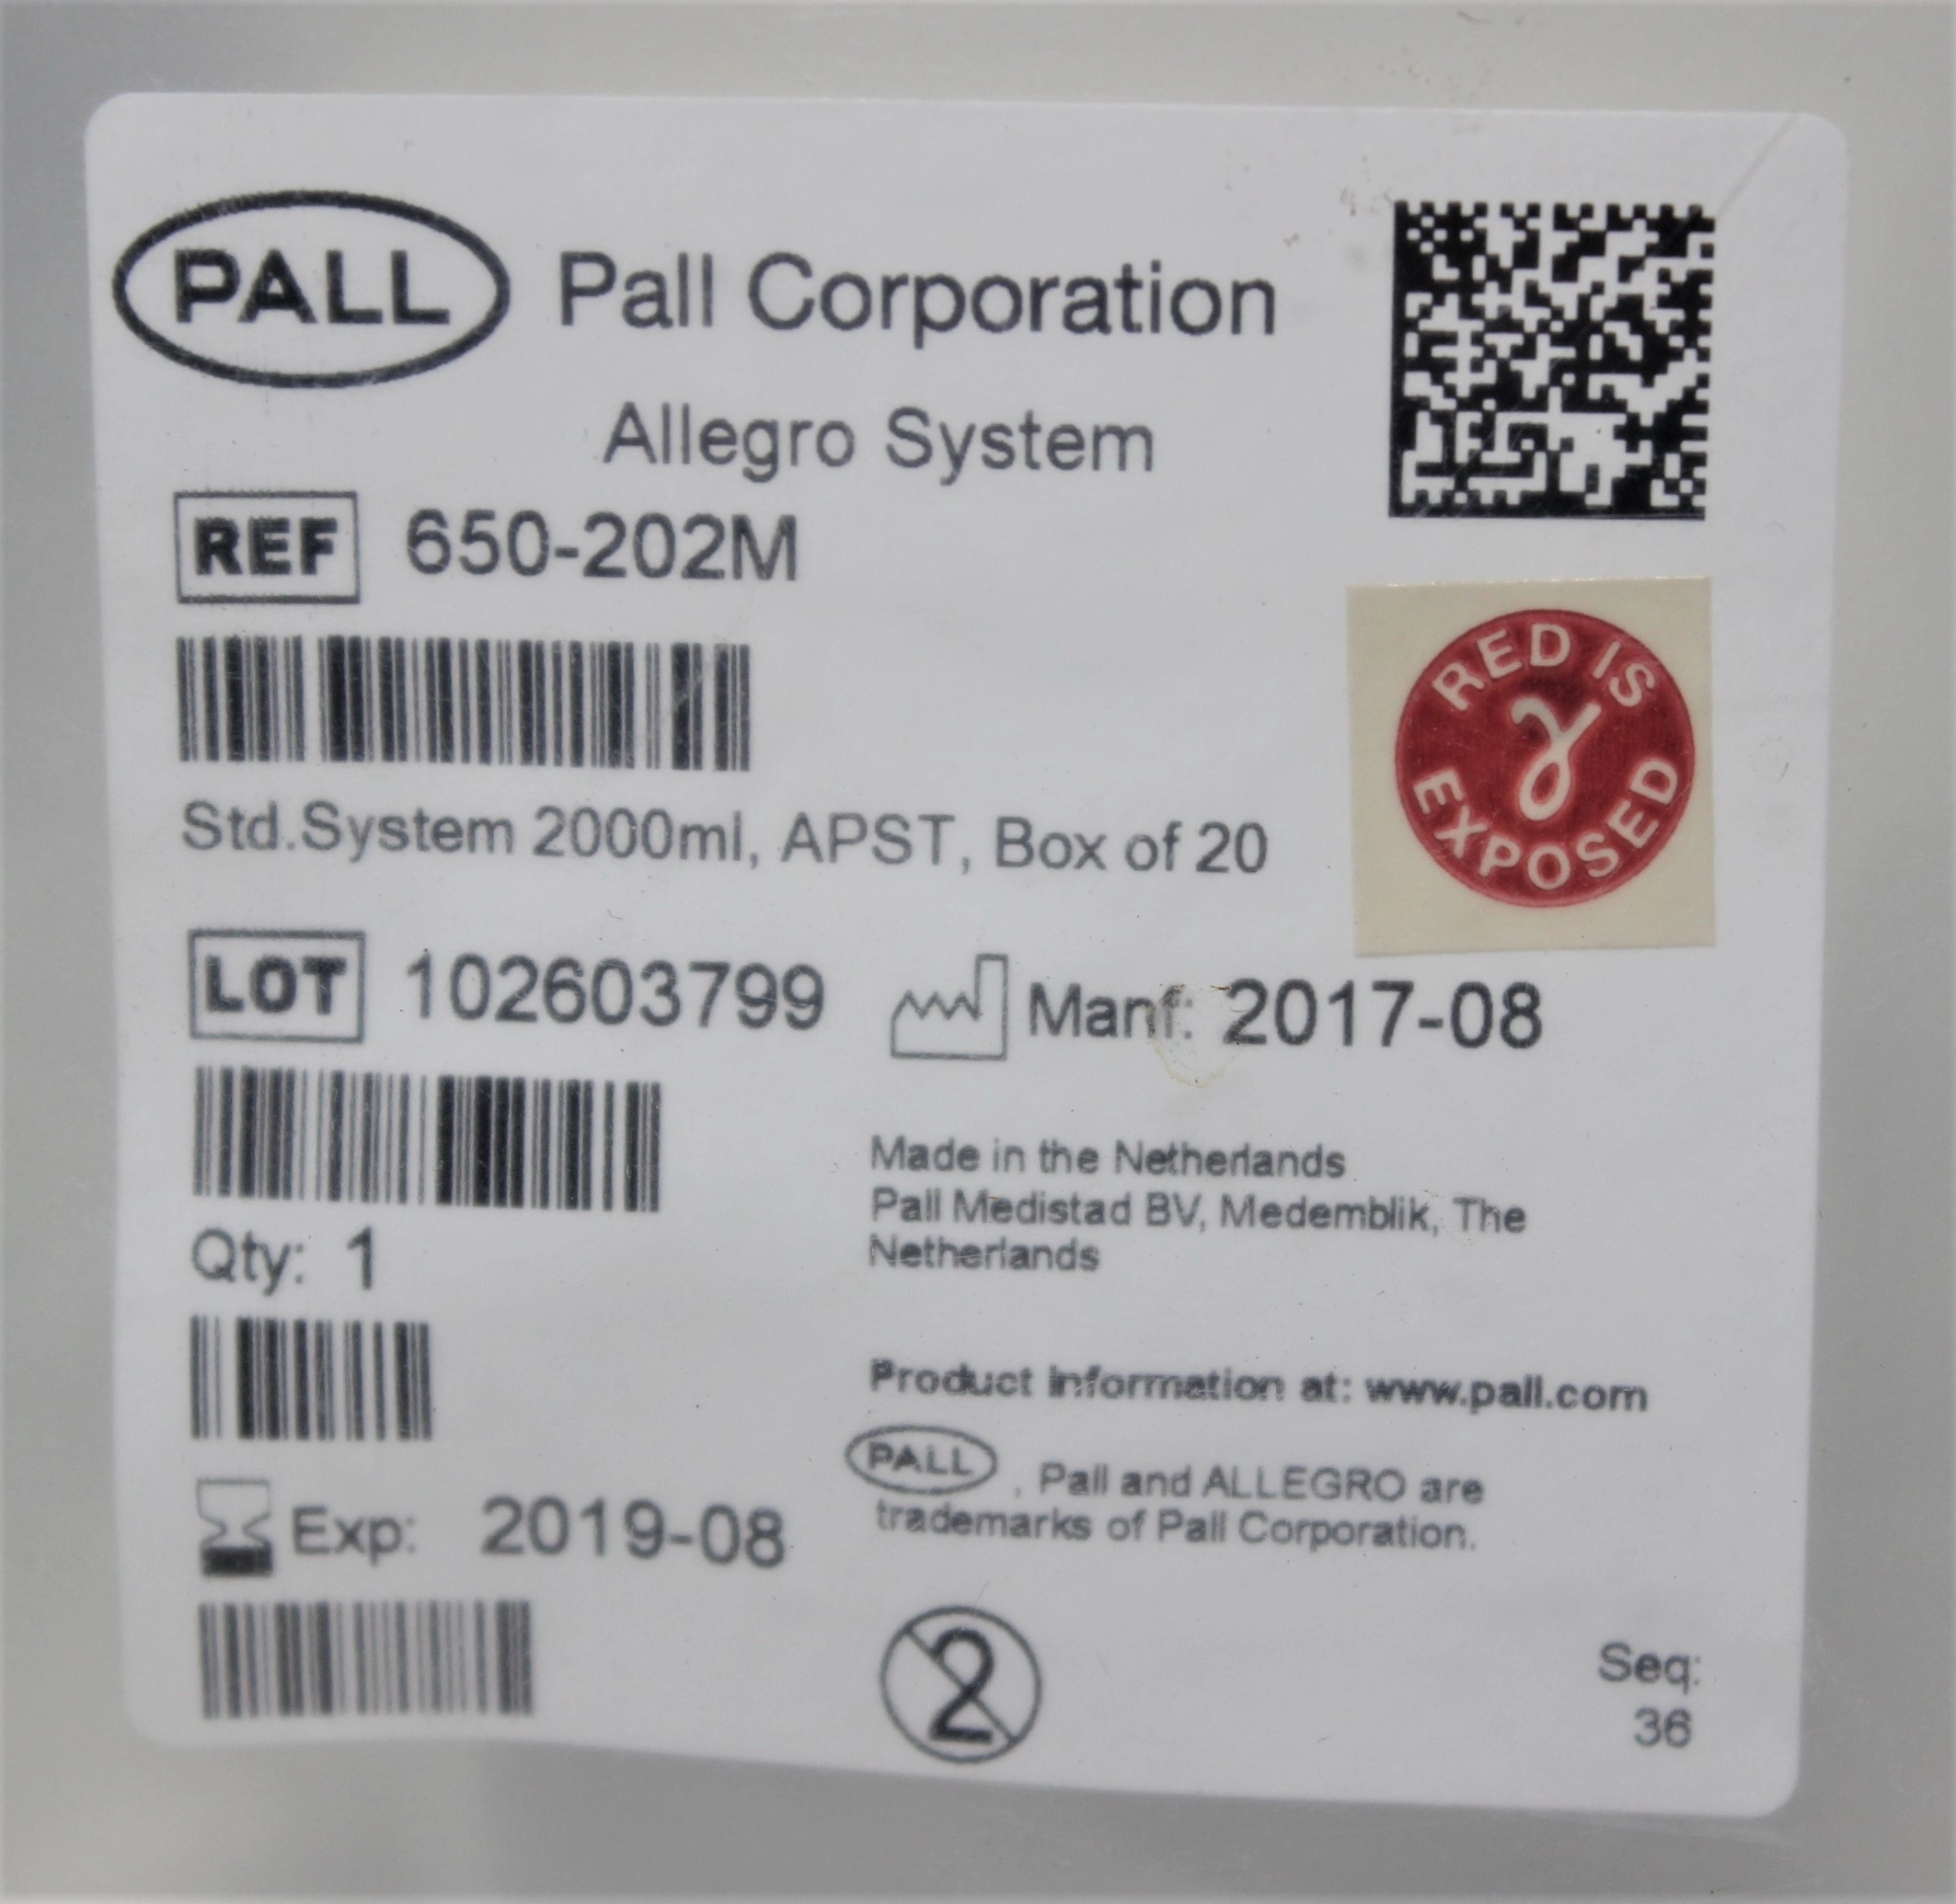 PALL Pall Corporation
Allegro System
REF 650-202M
RED IS
γ
EXPOSED
Std.System 2000ml, APST, Box of 20
LOT 102603799 Manf: 2017-08
Made in the Netherlands
Pall Medistad BV, Medemblik, The
Netherlands
Qty: 1
Product information at: www.pall.com
PALL , Pall and ALLEGRO are
trademarks of Pall Corporation.
Exp: 2019-08
2
Seq:
36